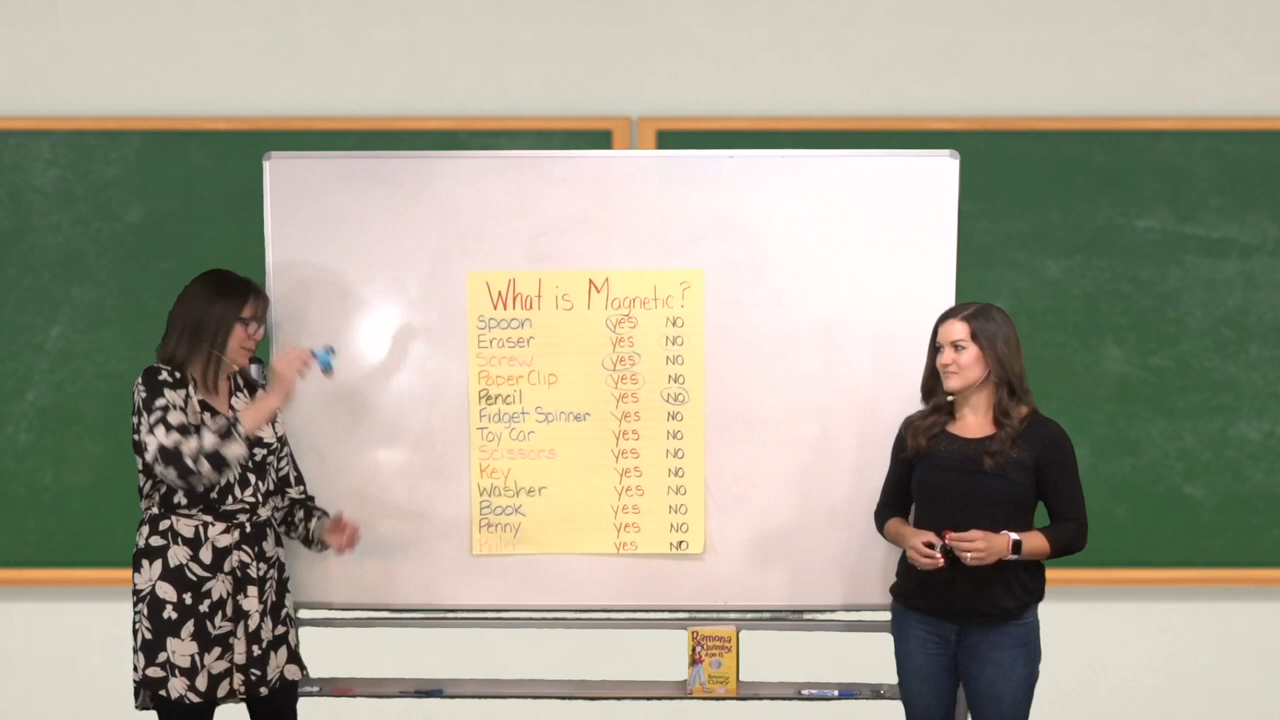 What is Magnetic?
Spoon yes NO
Eraser yes NO
Screw yes NO
Paper Clip yes NO
Pencil yes NO
Fidget Spinner yes NO
Toy Car yes NO
Scissors yes NO
Key yes NO
Washer yes NO
Book yes NO
Penny yes NO
Ruler yes NO
Ramona
Quimby,
Age 8
Cleary